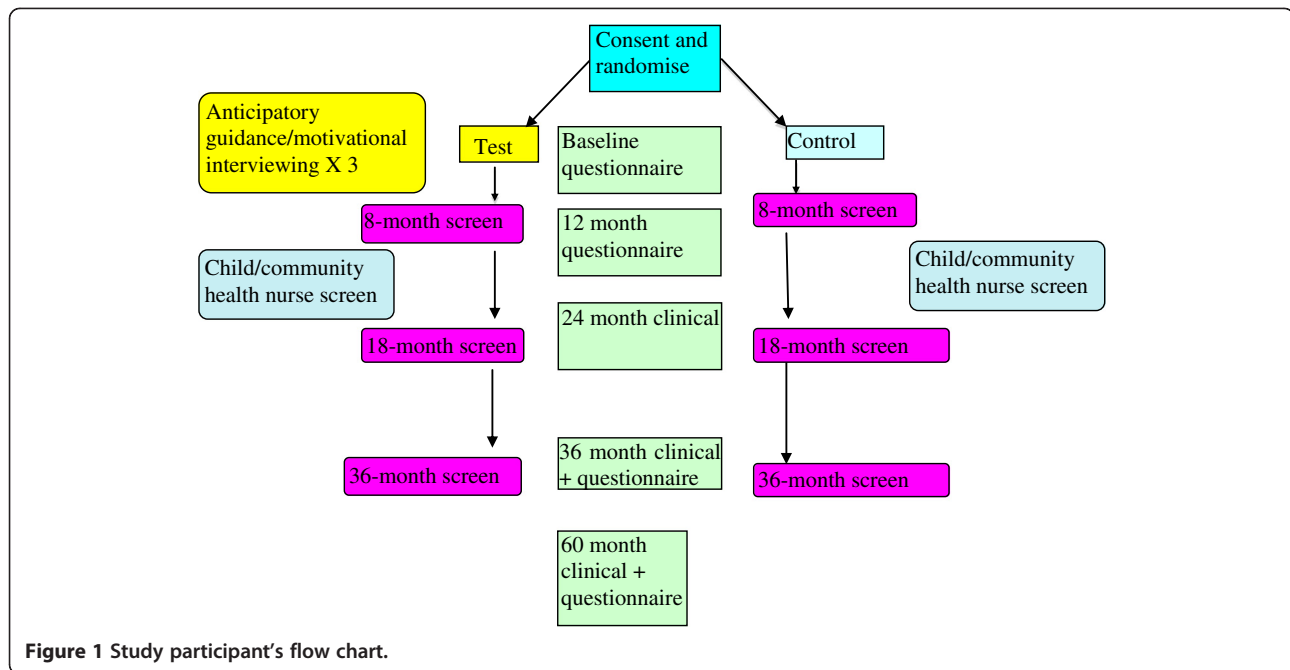 Consent and
randomise
Anticipatory
guidance/motivational
interviewing X 3
Test
Baseline
questionnaire
Control
8-month screen
12 month
questionnaire
8-month screen
Child/community
health nurse screen
Child/community
health nurse screen
24 month clinical
18-month screen
18-month screen
36 month clinical
+ questionnaire
36-month screen
36-month screen
60 month
clinical +
questionnaire
Figure 1 Study participant's flow chart.